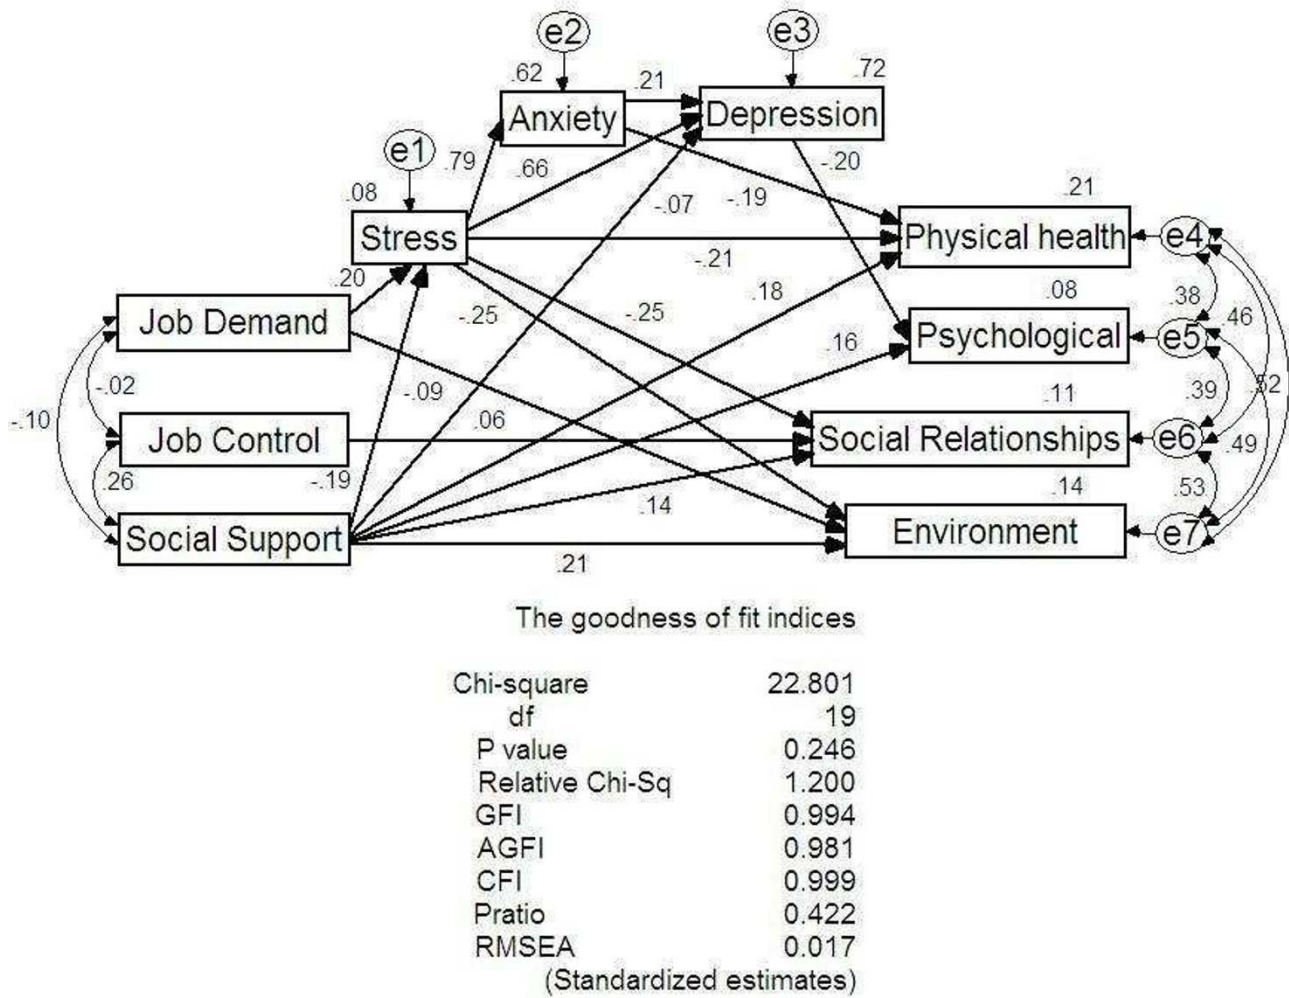 e2
e3
.62
.21
.72
Anxiety
Depression
e1
.79
.66
-.20
.08
-.07
-.19
.21
Stress
Physical health
e4
.20
-.21
.18
.38
.08
Job Demand
-.25
-.25
Psychological
e5
.46
.16
-.02
-.09
.11
.39
.52
-.10
Job Control
.06
Social Relationships
e6
.49
.26
-.19
.14
.14
.53
Social Support
Environment
e7
.21
The goodness of fit indices
Chi-square 22.801
df 19
P value 0.246
Relative Chi-Sq 1.200
GFI 0.994
AGFI 0.981
CFI 0.999
Pratio 0.422
RMSEA 0.017
(Standardized estimates)